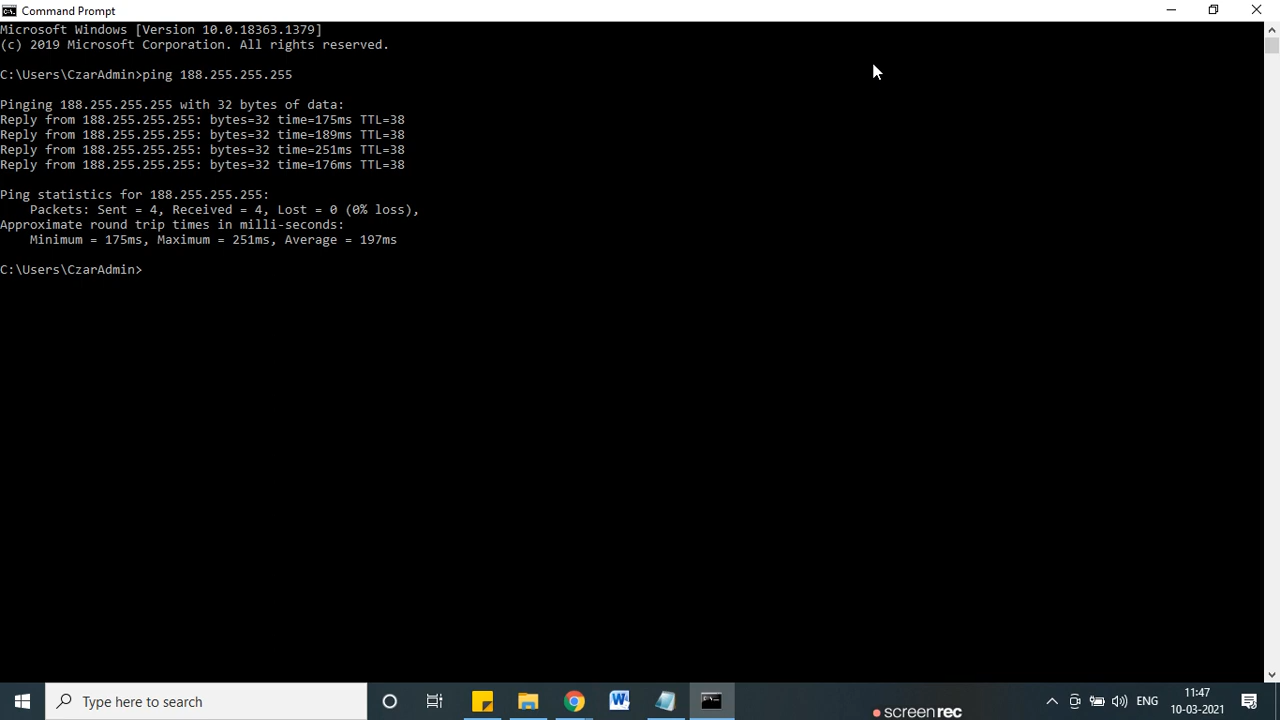 Command Prompt
Microsoft Windows [Version 10.0.18363.1379]
(c) 2019 Microsoft Corporation. All rights reserved.
C:\Users\CzarAdmin>ping 188.255.255.255
Pinging 188.255.255.255 with 32 bytes of data:
Reply from 188.255.255.255: bytes=32 time=175ms TTL=38
Reply from 188.255.255.255: bytes=32 time=189ms TTL=38
Reply from 188.255.255.255: bytes=32 time=251ms TTL=38
Reply from 188.255.255.255: bytes=32 time=176ms TTL=38
Ping statistics for 188.255.255.255:
    Packets: Sent = 4, Received = 4, Lost = 0 (0% loss),
Approximate round trip times in milli-seconds:
    Minimum = 175ms, Maximum = 251ms, Average = 197ms
C:\Users\CzarAdmin>
Type here to search
screenrec
ENG
11:47
10-03-2021